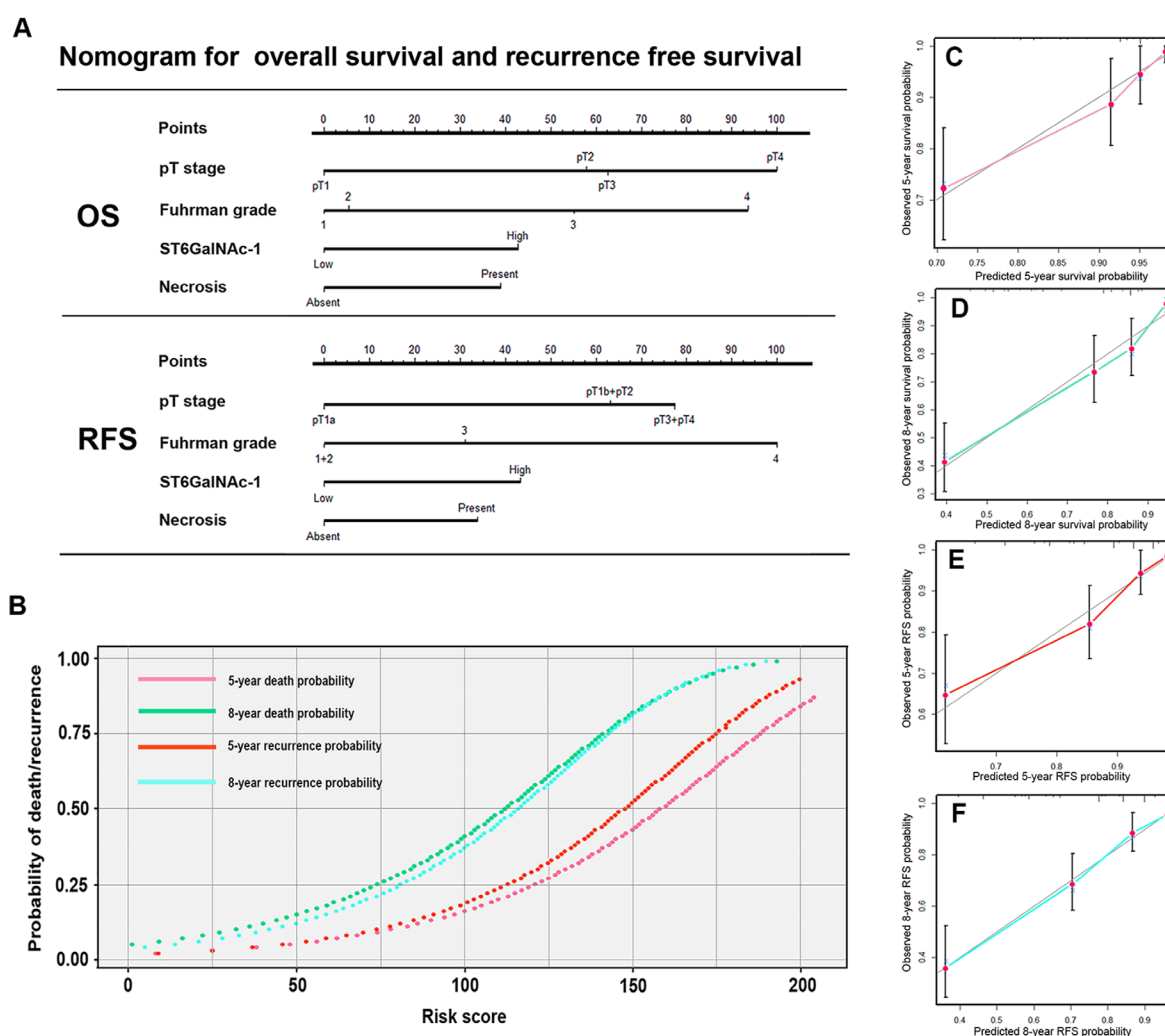 A
Nomogram for overall survival and recurrence free survival
Points
0 10 20 30 40 50 60 70 80 90 100
pT stage
pT1 pT2 pT3 pT4
OS
Fuhrman grade
1 2 3 4
ST6GalNAc-1
Low High
Necrosis
Absent Present
Points
0 10 20 30 40 50 60 70 80 90 100
pT stage
pT1a pT1b+pT2 pT3+pT4
RFS
Fuhrman grade
1+2 3 4
ST6GalNAc-1
Low High
Necrosis
Absent Present
B
Probability of death/recurrence
1.00
0.75
0.50
0.25
0.00
5-year death probability
8-year death probability
5-year recurrence probability
8-year recurrence probability
0 50 100 150 200
Risk score
C
Observed 5-year survival probability
1.0
0.9
0.8
0.7
0.70 0.75 0.80 0.85 0.90 0.95
Predicted 5-year survival probability
D
Observed 8-year survival probability
1.0
0.9
0.8
0.7
0.6
0.5
0.4
0.3
0.4 0.5 0.6 0.7 0.8 0.9
Predicted 8-year survival probability
E
Observed 5-year RFS probability
1.0
0.9
0.8
0.7
0.6
0.7 0.8 0.9
Predicted 5-year RFS probability
F
Observed 8-year RFS probability
1.0
0.8
0.6
0.4
0.4 0.5 0.6 0.7 0.8 0.9
Predicted 8-year RFS probability